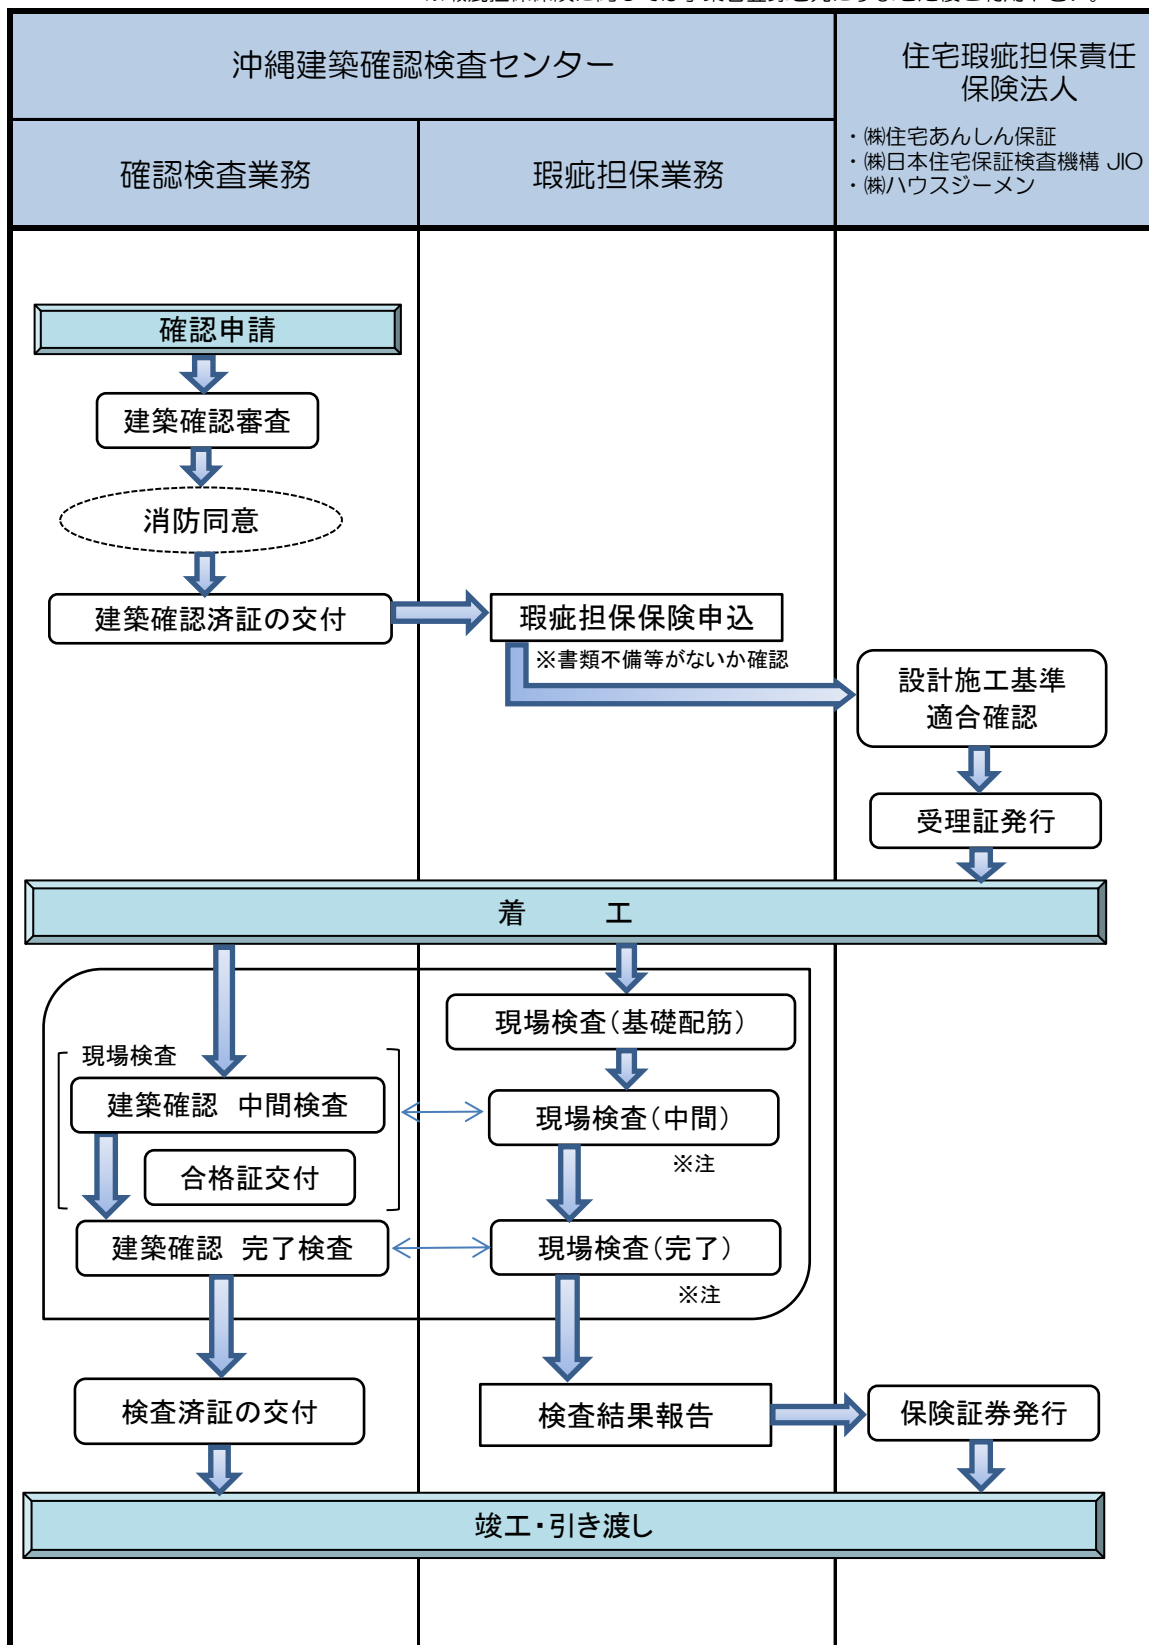 沖縄建築確認検査センター
住宅瑕疵担保責任
保険法人
・㈱住宅あんしん保証
・㈱日本住宅保証検査機構 JIO
・㈱ハウスジーメン
確認検査業務
瑕疵担保業務
確認申請
建築確認審査
消防同意
建築確認済証の交付
瑕疵担保保険申込
※書類不備等がないか確認
設計施工基準
適合確認
受理証発行
着　　工
現場検査(基礎配筋)
現場検査
建築確認 中間検査
現場検査(中間)
※注
合格証交付
建築確認 完了検査
現場検査(完了)
※注
検査済証の交付
検査結果報告
保険証券発行
竣工・引き渡し